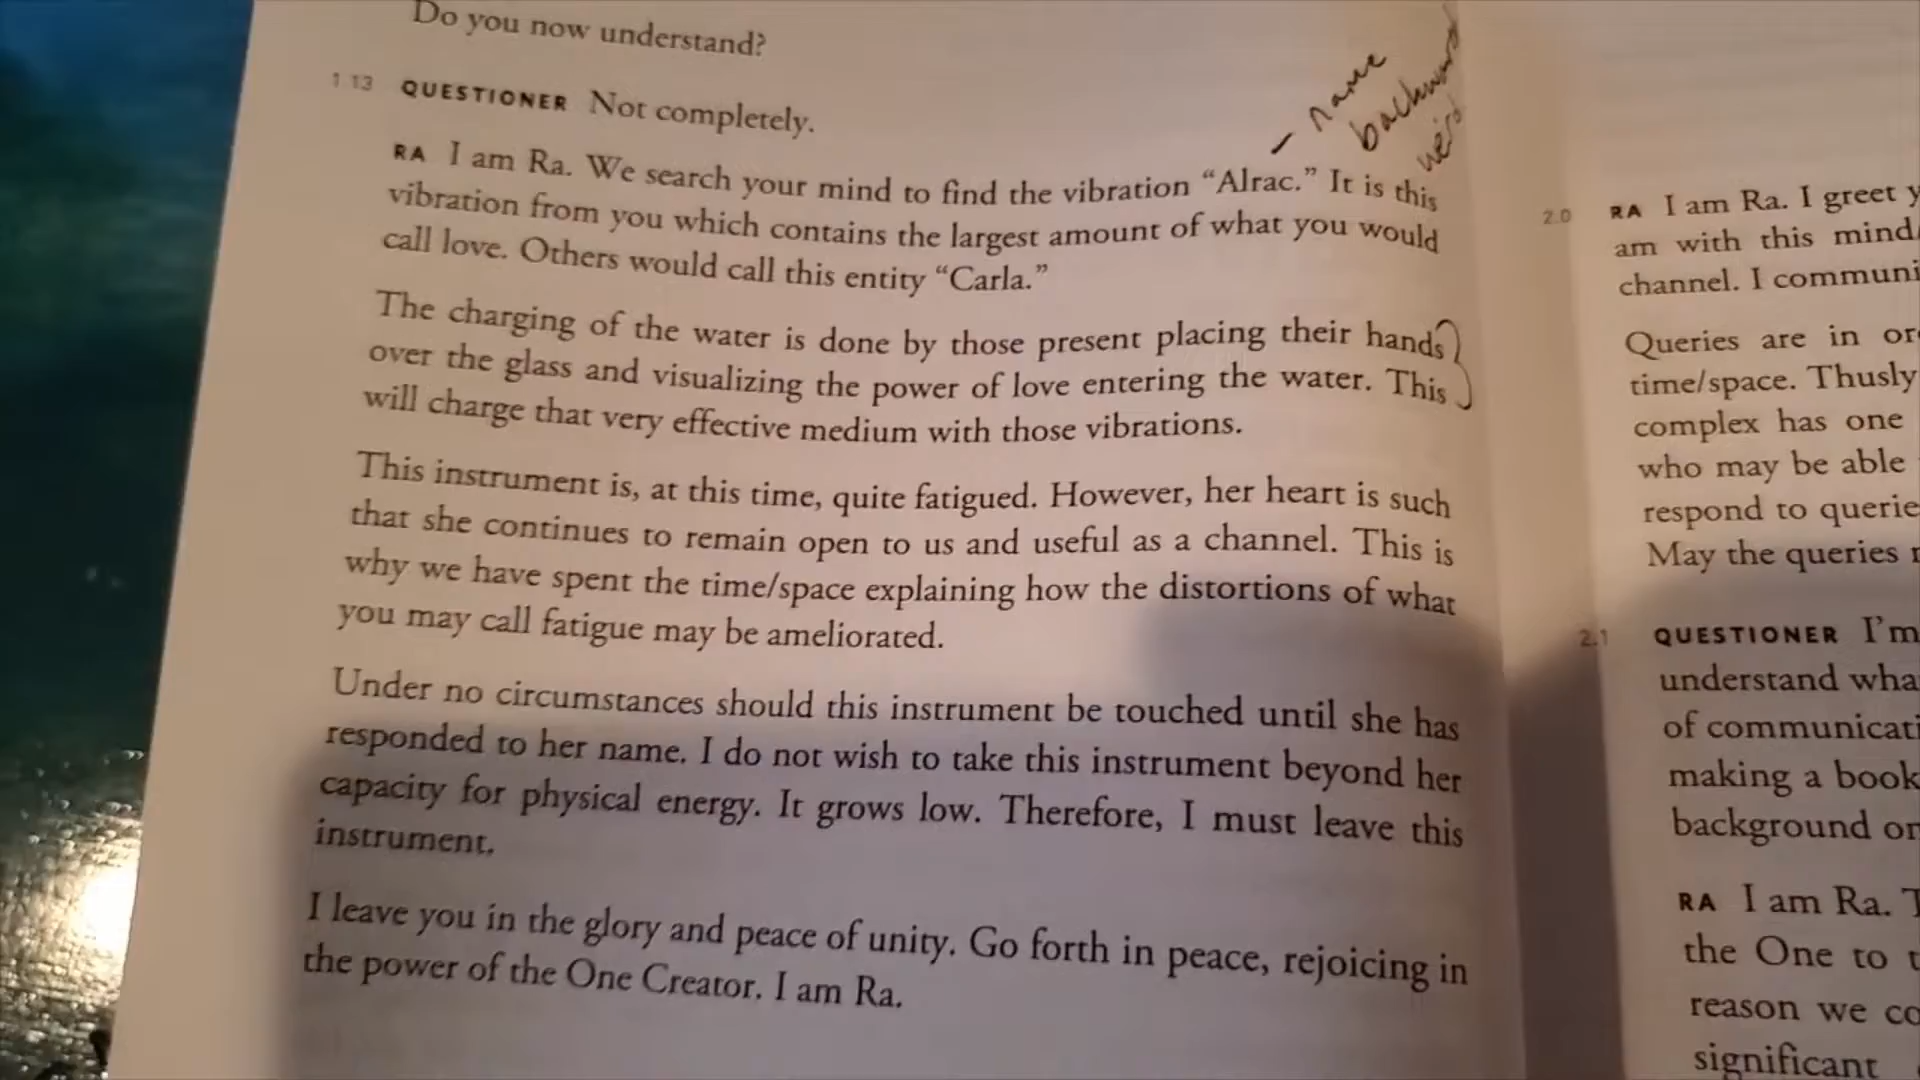 Do you now understand?
1.13 QUESTIONER Not completely.
RA I am Ra. We search your mind to find the vibration “Alrac.” It is this
vibration from you which contains the largest amount of what you would
call love. Others would call this entity “Carla.”
The charging of the water is done by those present placing their hands
over the glass and visualizing the power of love entering the water. This
will charge that very effective medium with those vibrations.
This instrument is, at this time, quite fatigued. However, her heart is such
that she continues to remain open to us and useful as a channel. This is
why we have spent the time/space explaining how the distortions of what
you may call fatigue may be ameliorated.
Under no circumstances should this instrument be touched until she has
responded to her name. I do not wish to take this instrument beyond her
capacity for physical energy. It grows low. Therefore, I must leave this
instrument.
I leave you in the glory and peace of unity. Go forth in peace, rejoicing in
the power of the One Creator. I am Ra.
- name
backward
2.0 RA I am Ra. I greet y
am with this mind/
channel. I communi
Queries are in or
time/space. Thusly
complex has one
who may be able
respond to querie
May the queries
2.1 QUESTIONER I’m
understand wha
of communicati
making a book
background on
RA I am Ra. T
the One to t
reason we co
significant